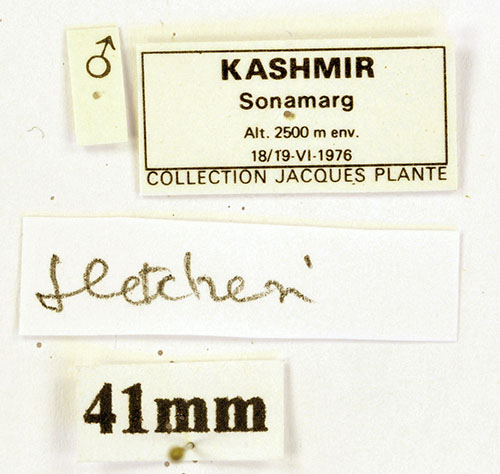 ♂
KASHMIR
Sonamarg
Alt. 2500 m env.
18/19-VI-1976
COLLECTION JACQUES PLANTE
fletcheri
41mm